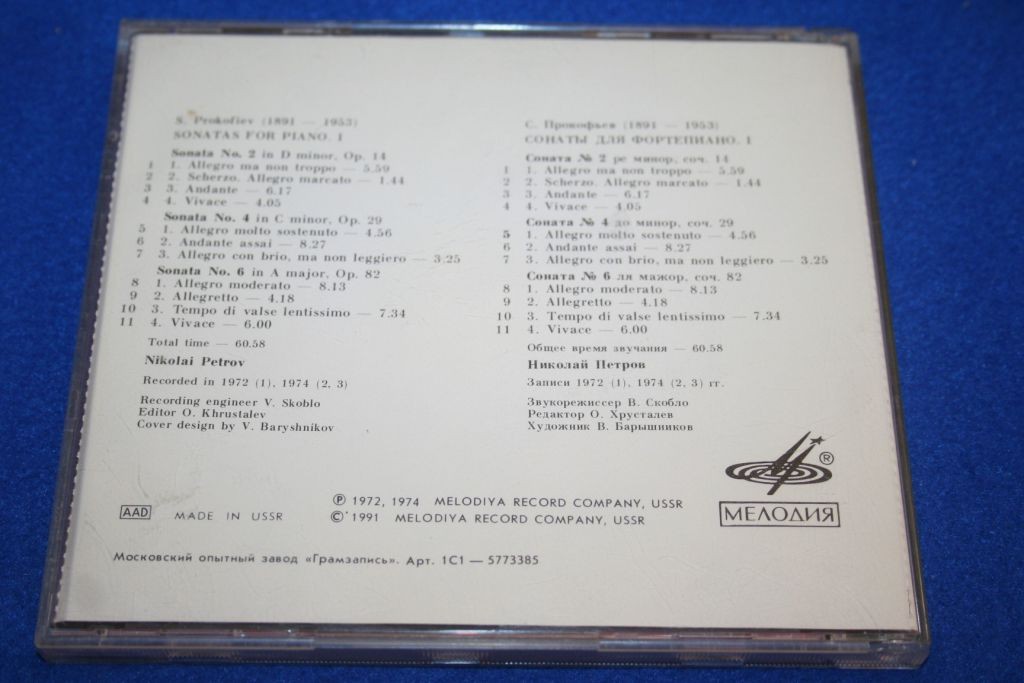 S. Prokofiev (1891 — 1953)
SONATAS FOR PIANO. I
Sonata No. 2 in D minor, Op. 14
1 1. Allegro ma non troppo — 5.59
2 2. Scherzo. Allegro marcato — 1.44
3 3. Andante — 6.17
4 4. Vivace — 4.05
Sonata No. 4 in C minor, Op. 29
5 1. Allegro molto sostenuto — 4.56
6 2. Andante assai — 8.27
7 3. Allegro con brio, ma non leggiero — 3.25
Sonata No. 6 in A major, Op. 82
8 1. Allegro moderato — 8.13
9 2. Allegretto — 4.18
10 3. Tempo di valse lentissimo — 7.34
11 4. Vivace — 6.00
Total time — 60.58
Nikolai Petrov
Recorded in 1972 (1), 1974 (2, 3)
Recording engineer V. Skoblo
Editor O. Khrustalev
Cover design by V. Baryshnikov
С. Прокофьев (1891 — 1953)
СОНАТЫ ДЛЯ ФОРТЕПИАНО. I
Соната № 2 ре минор, соч. 14
1 1. Allegro ma non troppo — 5.59
2 2. Scherzo. Allegro marcato — 1.44
3 3. Andante — 6.17
4 4. Vivace — 4.05
Соната № 4 до минор, соч. 29
5 1. Allegro molto sostenuto — 4.56
6 2. Andante assai — 8.27
7 3. Allegro con brio, ma non leggiero — 3.25
Соната № 6 ля мажор, соч. 82
8 1. Allegro moderato — 8.13
9 2. Allegretto — 4.18
10 3. Tempo di valse lentissimo — 7.34
11 4. Vivace — 6.00
Общее время звучания — 60.58
Николай Петров
Записи 1972 (1), 1974 (2, 3) гг.
Звукорежиссер В. Скобло
Редактор О. Хрусталев
Художник В. Барышников
®
МЕЛОДИЯ
AAD MADE IN USSR
℗ 1972, 1974 MELODIYA RECORD COMPANY, USSR
© 1991 MELODIYA RECORD COMPANY, USSR
Московский опытный завод «Грамзапись». Арт. 1С1 — 5773385